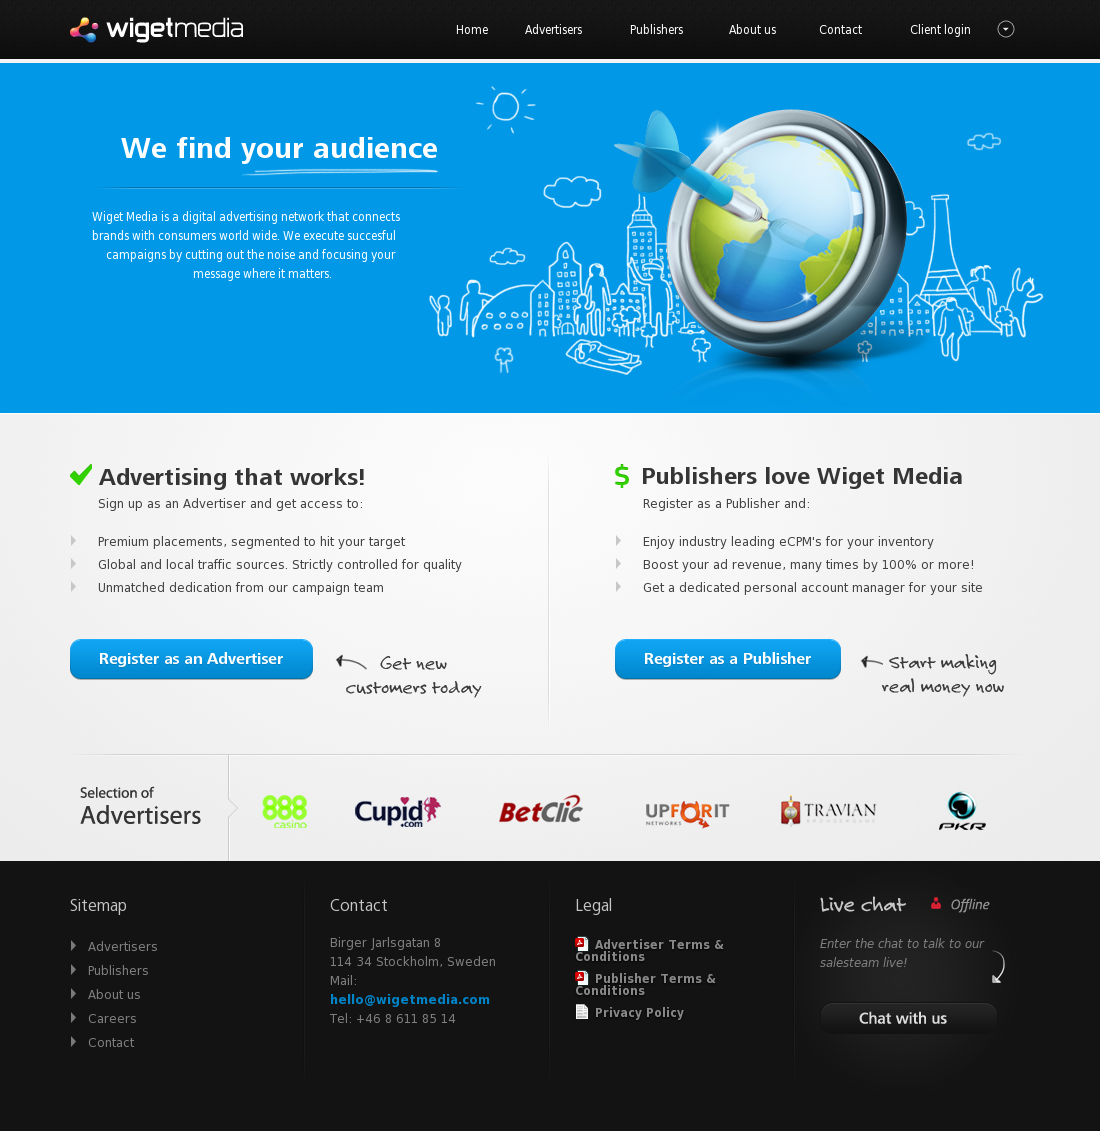 wigetmedia
Home Advertisers Publishers About us Contact Client login
We find your audience
Wiget Media is a digital advertising network that connects
brands with consumers world wide. We execute succesful
campaigns by cutting out the noise and focusing your
message where it matters.
Advertising that works!
Sign up as an Advertiser and get access to:
Premium placements, segmented to hit your target
Global and local traffic sources. Strictly controlled for quality
Unmatched dedication from our campaign team
Register as an Advertiser
Get new
customers today
$ Publishers love Wiget Media
Register as a Publisher and:
Enjoy industry leading eCPM's for your inventory
Boost your ad revenue, many times by 100% or more!
Get a dedicated personal account manager for your site
Register as a Publisher
Start making
real money now
Selection of
Advertisers
888
casino
Cupid
.com
BetClic
UPFORIT
NETWORKS
TRAVIAN
BROWSERGAME
PKR
Sitemap
Advertisers
Publishers
About us
Careers
Contact
Contact
Birger Jarlsgatan 8
114 34 Stockholm, Sweden
Mail:
hello@wigetmedia.com
Tel: +46 8 611 85 14
Legal
Advertiser Terms &
Conditions
Publisher Terms &
Conditions
Privacy Policy
Live chat Offline
Enter the chat to talk to our
salesteam live!
Chat with us